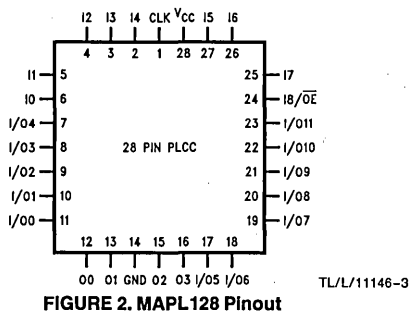 I2 I3 I4 CLK VCC I5 I6
4 3 2 1 28 27 26
I1 5 25 I7
I0 6 24 I8/OE
I/O4 7 23 I/O11
I/O3 8 28 PIN PLCC 22 I/O10
I/O2 9 21 I/O9
I/O1 10 20 I/O8
I/O0 11 19 I/O7
12 13 14 15 16 17 18
O0 O1 GND O2 O3 I/O5 I/O6
TL/L/11146-3
FIGURE 2. MAPL128 Pinout